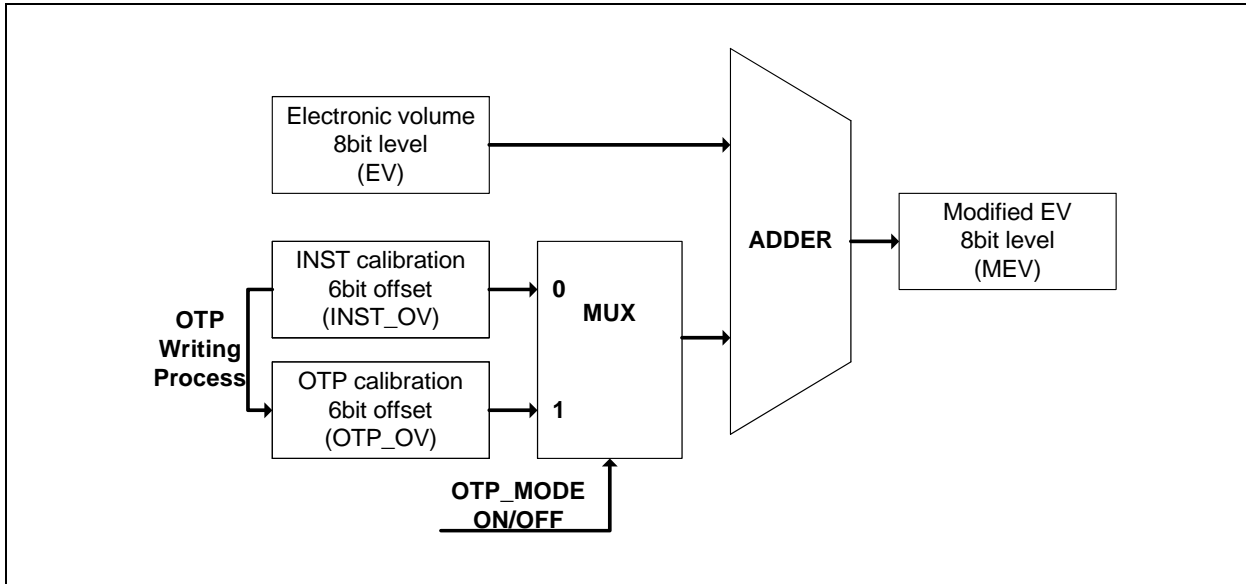 Electronic volume
8bit level
(EV)
INST calibration
6bit offset
(INST_OV)
OTP
Writing
Process
OTP calibration
6bit offset
(OTP_OV)
0
MUX
1
OTP_MODE
ON/OFF
ADDER
Modified EV
8bit level
(MEV)